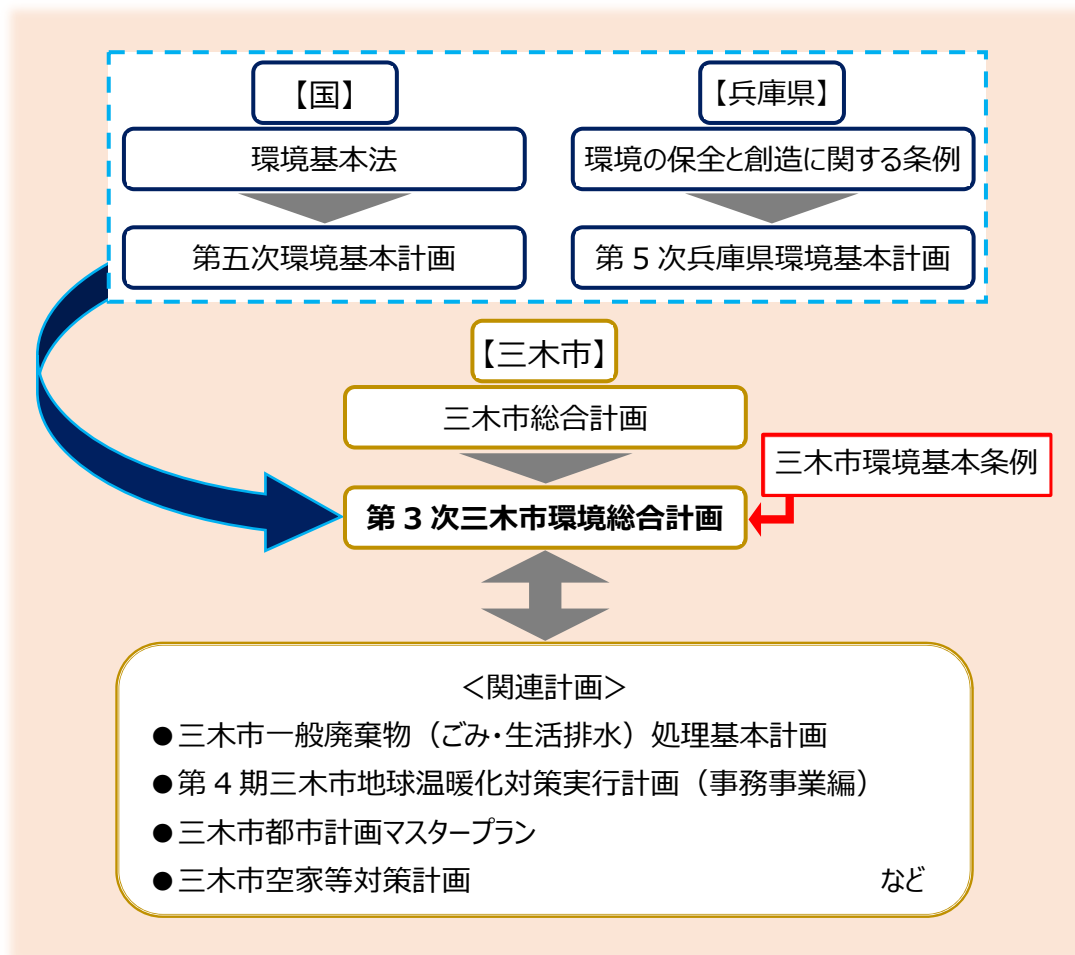 【国】
環境基本法
第五次環境基本計画
【兵庫県】
環境の保全と創造に関する条例
第5次兵庫県環境基本計画
【三木市】
三木市総合計画
三木市環境基本条例
第3次三木市環境総合計画
＜関連計画＞
●三木市一般廃棄物（ごみ・生活排水）処理基本計画
●第4期三木市地球温暖化対策実行計画（事務事業編）
●三木市都市計画マスタープラン
●三木市空家等対策計画 など